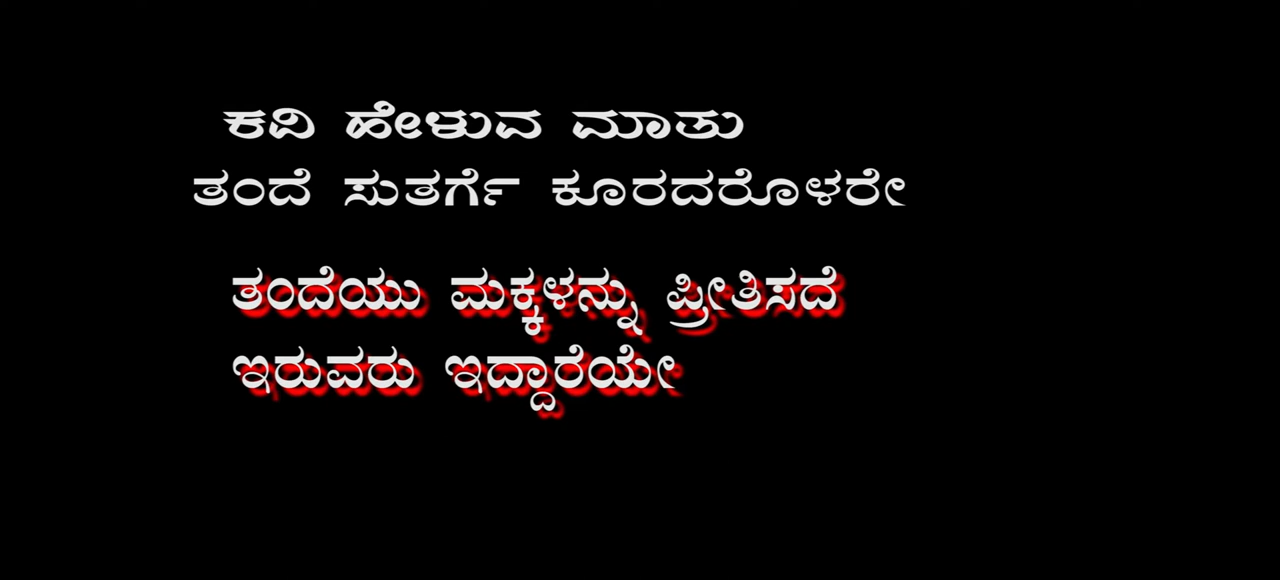 ಕವಿ ಹೇಳುವ ಮಾತು
ತಂದೆ ಸುತರ್ಗೆ ಕೂರದರೊಳರೇ
ತಂದೆಯು ಮಕ್ಕಳನ್ನು ಪ್ರೀತಿಸದೆ
ಇರುವರು ಇದ್ದಾರೆಯೇ